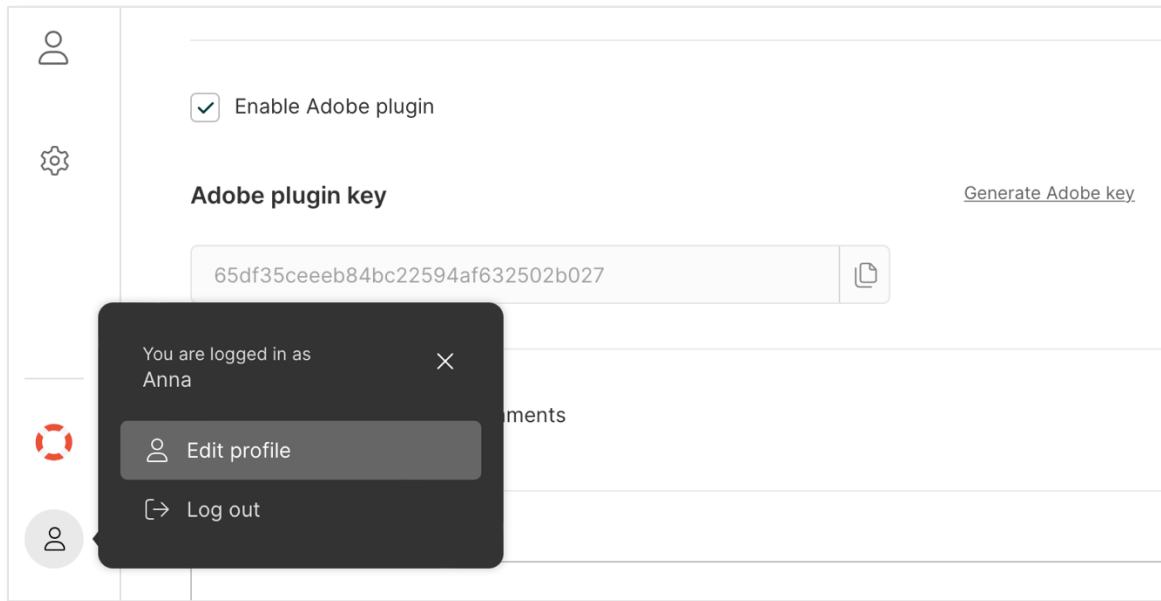 Enable Adobe plugin
Adobe plugin key
Generate Adobe key
65df35ceeeb84bc22594af632502b027
You are logged in as
Anna
Edit profile
Log out